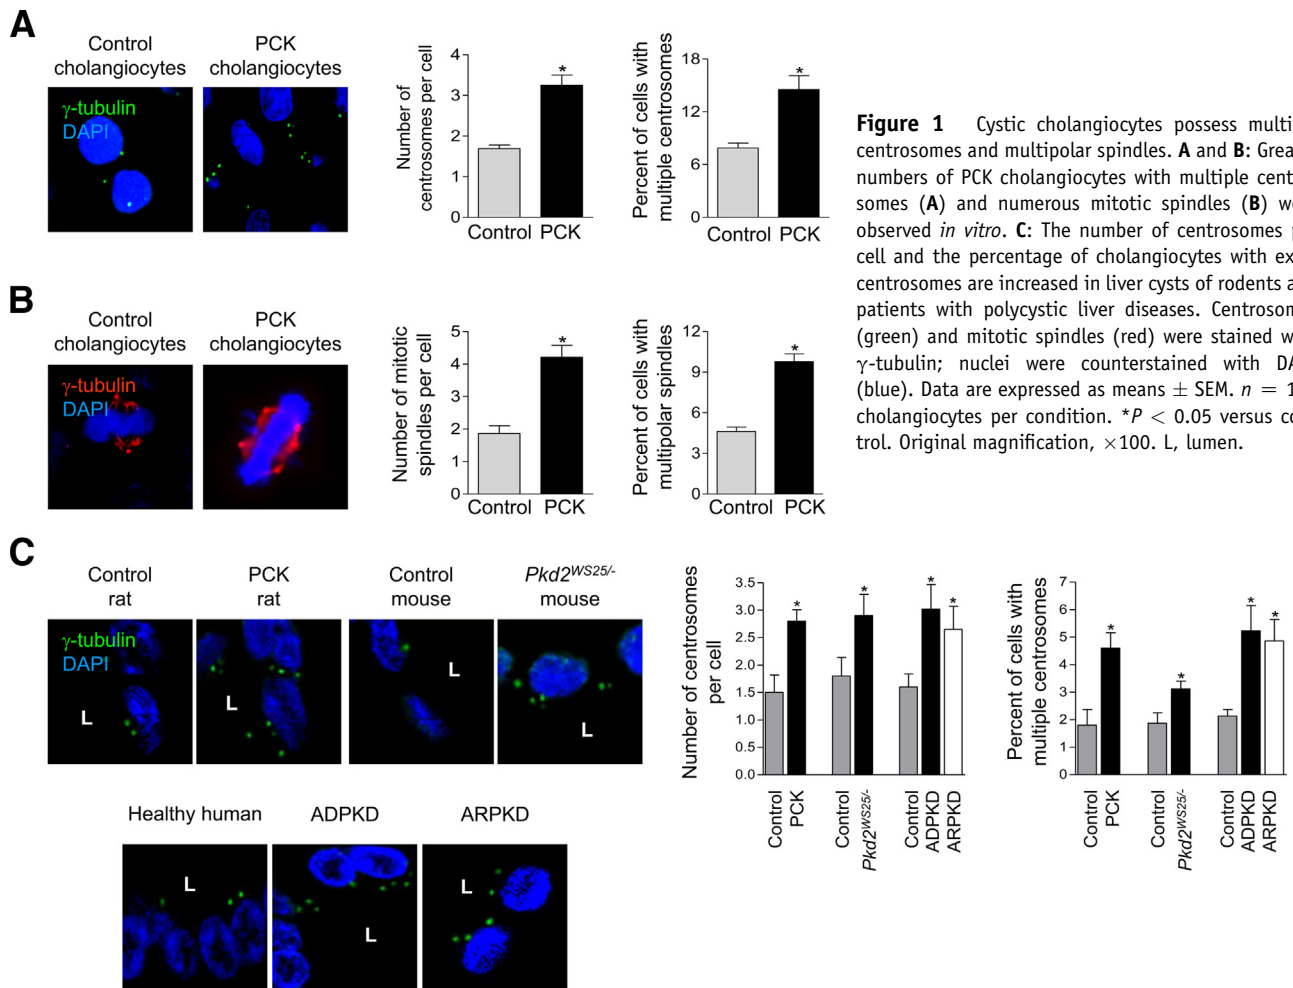 A
Control
cholangiocytes
PCK
cholangiocytes
γ-tubulin
DAPI
Number of
centrosomes per cell
4
3
2
1
0
*
Control PCK
Percent of cells with
multiple centrosomes
18
12
6
0
*
Control PCK
Figure 1 Cystic cholangiocytes possess multi
centrosomes and multipolar spindles. A and B: Grea
numbers of PCK cholangiocytes with multiple cent
somes (A) and numerous mitotic spindles (B) we
observed in vitro. C: The number of centrosomes p
cell and the percentage of cholangiocytes with ex
centrosomes are increased in liver cysts of rodents a
patients with polycystic liver diseases. Centrosom
(green) and mitotic spindles (red) were stained w
γ-tubulin; nuclei were counterstained with DA
(blue). Data are expressed as means ± SEM. n = 1
cholangiocytes per condition. *P < 0.05 versus co
trol. Original magnification, ×100. L, lumen.
B
Control
cholangiocytes
PCK
cholangiocytes
γ-tubulin
DAPI
Number of mitotic
spindles per cell
5
4
3
2
1
0
*
Control PCK
Percent of cells with
multipolar spindles
12
9
6
3
0
*
Control PCK
C
Control
rat
PCK
rat
Control
mouse
Pkd2WS25/-
mouse
γ-tubulin
DAPI
L
L
L
L
Healthy human
ADPKD
ARPKD
L
L
L
Number of centrosomes
per cell
3.5
3.0
2.5
2.0
1.5
1.0
0.5
0.0
* * * *
Control
PCK
Control
Pkd2WS25/-
Control
ADPKD
ARPKD
Percent of cells with
multiple centrosomes
7
6
5
4
3
2
1
0
* * * *
Control
PCK
Control
Pkd2WS25/-
Control
ADPKD
ARPKD